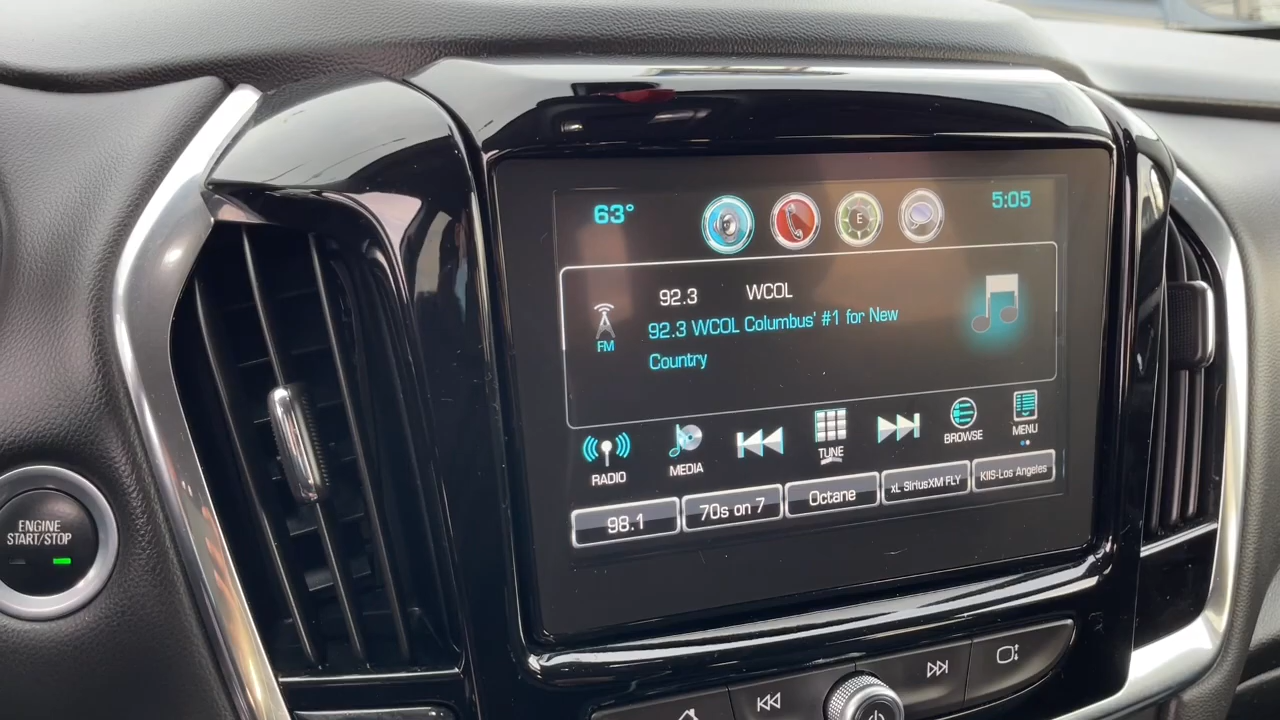 63° E 5:05
92.3 WCOL
FM
92.3 WCOL Columbus' #1 for New
Country
RADIO MEDIA TUNE BROWSE MENU
98.1 70s on 7 Octane xL SiriusXM FLY KIIS-Los Angeles
ENGINE
START/STOP